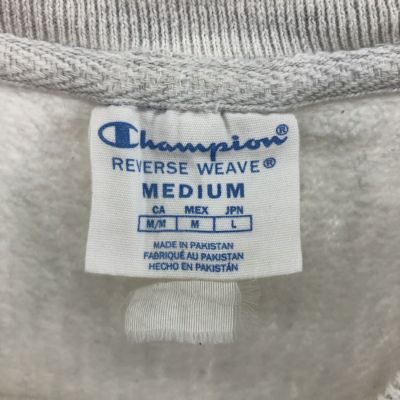 Champion®
REVERSE WEAVE®
MEDIUM
CA MEX JPN
M/M M L
MADE IN PAKISTAN
FABRIQUÉ AU PAKISTAN
HECHO EN PAKISTÁN